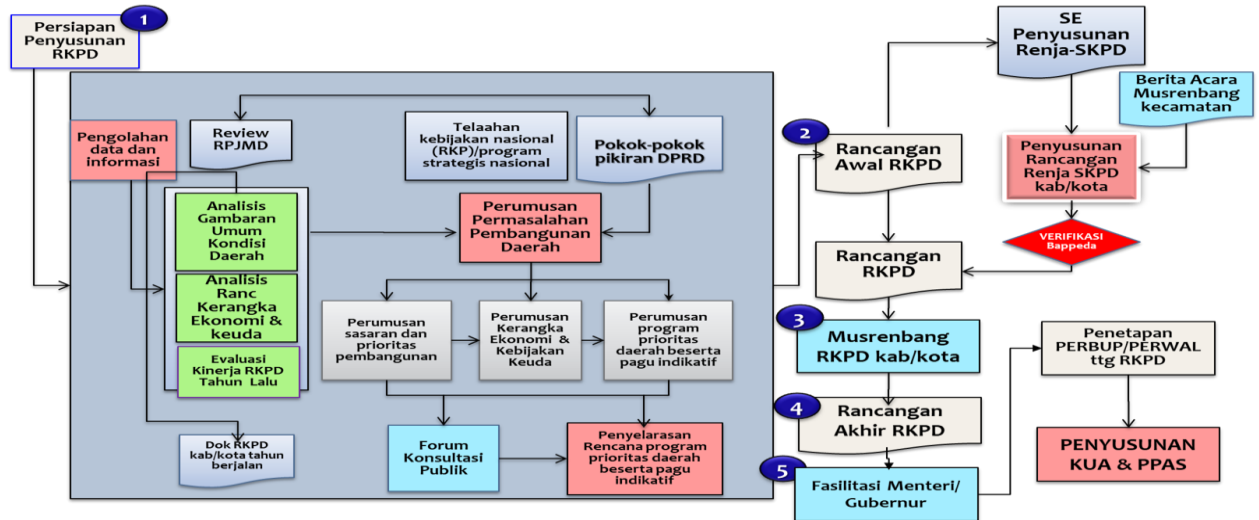 1
Persiapan
Penyusunan
RKPD
Pengolahan
data dan
informasi
Review
RPJMD
Telaahan
kebijakan nasional
(RKP)/program
strategis nasional
Pokok-pokok
pikiran DPRD
Analisis
Gambaran
Umum
Kondisi
Daerah
Analisis
Ranc
Kerangka
Ekonomi &
keuda
Evaluasi
Kinerja RKPD
Tahun Lalu
Perumusan
Permasalahan
Pembangunan
Daerah
Perumusan
sasaran dan
prioritas
pembangunan
Perumusan
Kerangka
Ekonomi &
Kebijakan
Keuda
Perumusan
program
prioritas
daerah beserta
pagu indikatif
Dok RKPD
kab/kota tahun
berjalan
Forum
Konsultasi
Publik
Penyelarasan
Rencana program
prioritas daerah
beserta pagu
indikatif
2
Rancangan
Awal RKPD
SE
Penyusunan
Renja-SKPD
Berita Acara
Musrenbang
kecamatan
Penyusunan
Rancangan
Renja SKPD
kab/kota
VERIFIKASI
Bappeda
Rancangan
RKPD
3
Musrenbang
RKPD kab/kota
4
Rancangan
Akhir RKPD
5
Fasilitasi Menteri/
Gubernur
Penetapan
PERBUP/PERWAL
ttg RKPD
PENYUSUNAN
KUA & PPAS